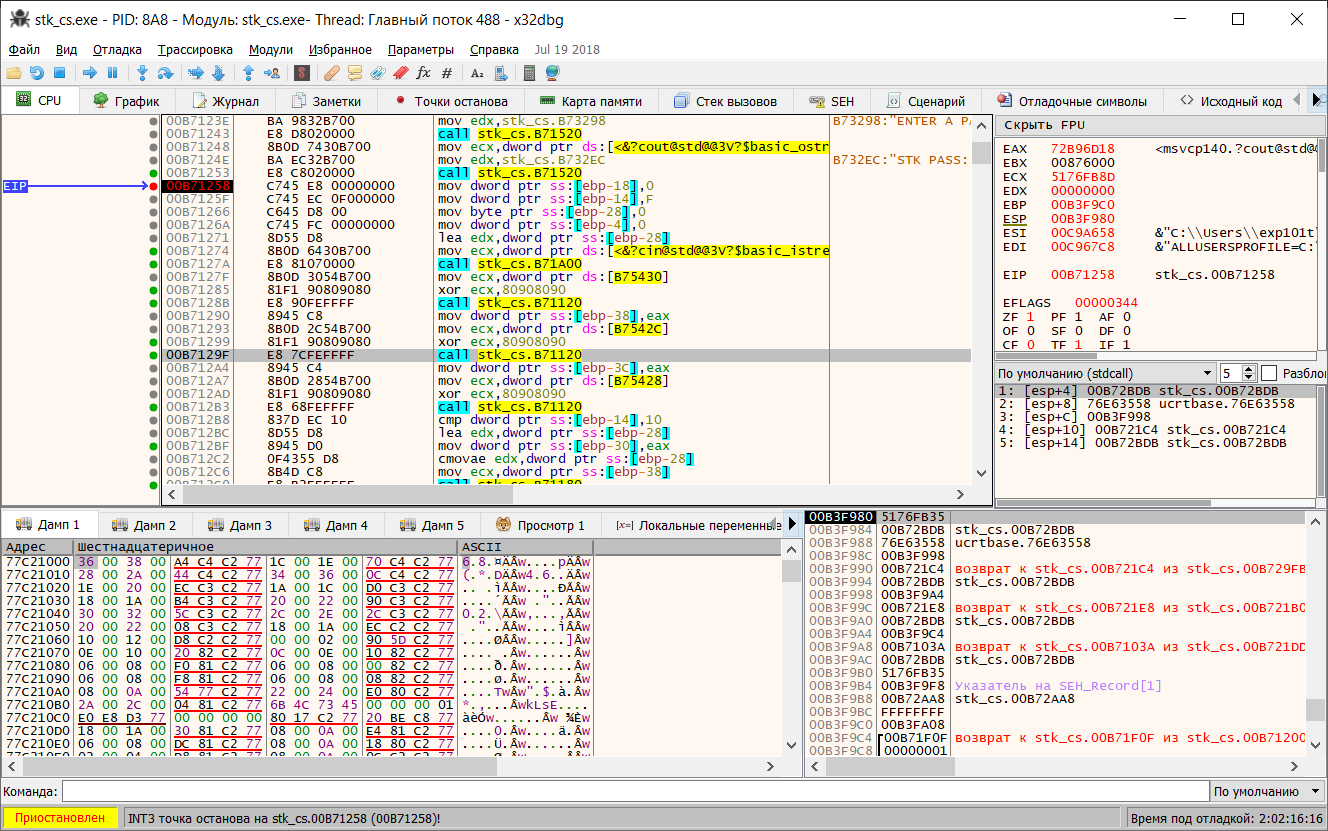 stk_cs.exe - PID: 8A8 - Модуль: stk_cs.exe- Thread: Главный поток 488 - x32dbg
Файл Вид Отладка Трассировка Модули Избранное Параметры Справка Jul 19 2018
CPU График Журнал Заметки Точки останова Карта памяти Стек вызовов SEH Сценарий Отладочные символы Исходный код
EIP
00B7123E BA 9832B700 mov edx,stk_cs.B73298 B73298:"ENTER A PA
00B71243 E8 D8020000 call stk_cs.B71520
00B71248 8B0D 7430B700 mov ecx,dword ptr ds:[<&?cout@std@@3V?$basic_ostr
00B7124E BA EC32B700 mov edx,stk_cs.B732EC B732EC:"STK PASS:
00B71253 E8 C8020000 call stk_cs.B71520
00B71258 C745 E8 00000000 mov dword ptr ss:[ebp-18],0
00B7125F C745 EC 0F000000 mov dword ptr ss:[ebp-14],F
00B71266 C645 D8 00 mov byte ptr ss:[ebp-28],0
00B7126A C745 FC 00000000 mov dword ptr ss:[ebp-4],0
00B71271 8D55 D8 lea edx,dword ptr ss:[ebp-28]
00B71274 8B0D 6430B700 mov ecx,dword ptr ds:[<&?cin@std@@3V?$basic_istre
00B7127A E8 81070000 call stk_cs.B71A00
00B7127F 8B0D 3054B700 mov ecx,dword ptr ds:[B75430]
00B71285 81F1 90809080 xor ecx,80908090
00B7128B E8 90FEFFFF call stk_cs.B71120
00B71290 8945 C8 mov dword ptr ss:[ebp-38],eax
00B71293 8B0D 2C54B700 mov ecx,dword ptr ds:[B7542C]
00B71299 81F1 90809080 xor ecx,80908090
00B7129F E8 7CFEFFFF call stk_cs.B71120
00B712A4 8945 C4 mov dword ptr ss:[ebp-3C],eax
00B712A7 8B0D 2854B700 mov ecx,dword ptr ds:[B75428]
00B712AD 81F1 90809080 xor ecx,80908090
00B712B3 E8 68FEFFFF call stk_cs.B71120
00B712B8 837D EC 10 cmp dword ptr ss:[ebp-14],10
00B712BC 8D55 D8 lea edx,dword ptr ss:[ebp-28]
00B712BF 8945 D0 mov dword ptr ss:[ebp-30],eax
00B712C2 0F4355 D8 cmovae edx,dword ptr ss:[ebp-28]
00B712C6 8B4D C8 mov ecx,dword ptr ss:[ebp-38]
Скрыть FPU
EAX 72B96D18 <msvcp140.?cout@std@
EBX 00876000
ECX 5176FB8D
EDX 00000000
EBP 00B3F9C0
ESP 00B3F980
ESI 00C9A658 &"C:\\Users\\exp101t
EDI 00C967C8 &"ALLUSERSPROFILE=C:
EIP 00B71258 stk_cs.00B71258
EFLAGS 00000344
ZF 1 PF 1 AF 0
OF 0 SF 0 DF 0
CF 0 TF 1 IF 1
По умолчанию (stdcall) 5 Разблок
1: [esp+4] 00B72BDB stk_cs.00B72BDB
2: [esp+8] 76E63558 ucrtbase.76E63558
3: [esp+C] 00B3F998
4: [esp+10] 00B721C4 stk_cs.00B721C4
5: [esp+14] 00B72BDB stk_cs.00B72BDB
Дамп 1 Дамп 2 Дамп 3 Дамп 4 Дамп 5 Просмотр 1 [x=] Локальные переменные
Адрес Шестнадцатеричное ASCII
77C21000 36 00 38 00 A4 C4 C2 77 1C 00 1E 00 70 C4 C2 77 6.8.¤ÄÂw....pÄÂw
77C21010 28 00 2A 00 44 C4 C2 77 34 00 36 00 0C C4 C2 77 (.*.DÄÂw4.6..ÄÂw
77C21020 1E 00 20 00 EC C3 C2 77 1A 00 1C 00 D0 C3 C2 77 .. .ìÃÂw....ÐÃÂw
77C21030 18 00 1A 00 B4 C3 C2 77 20 00 22 00 90 C3 C2 77 ....´ÃÂw ."..ÃÂw
77C21040 30 00 32 00 5C C3 C2 77 2C 00 2E 00 2C C3 C2 77 0.2.\ÃÂw,...,ÃÂw
77C21050 20 00 22 00 08 C3 C2 77 18 00 1A 00 EC C2 C2 77 ."..ÃÂw....ìÂÂw
77C21060 10 00 12 00 D8 C2 C2 77 00 00 02 00 90 5D C2 77 ....ØÂÂw.....]Âw
77C21070 0E 00 10 00 20 82 C2 77 0C 00 0E 00 10 82 C2 77 .... .Âw......Âw
77C21080 06 00 08 00 F0 81 C2 77 06 00 08 00 00 82 C2 77 ....ð.Âw......Âw
77C21090 06 00 08 00 F8 81 C2 77 06 00 08 00 08 82 C2 77 ....ø.Âw......Âw
77C210A0 08 00 0A 00 54 77 C2 77 22 00 24 00 E0 80 C2 77 ....TwÂw".$.à.Âw
77C210B0 2A 00 2C 00 04 81 C2 77 6B 4C 73 45 00 00 00 01 *.,...ÂwkLsE....
77C210C0 E0 E8 D3 77 00 00 00 00 80 17 C2 77 20 BE C8 77 àèÓw......Âw ¾Èw
77C210D0 18 00 1A 00 30 81 C2 77 08 00 0A 00 E4 81 C2 77 ....0.Âw....ä.Âw
77C210E0 06 00 08 00 DC 81 C2 77 08 00 0A 00 18 80 C2 77 ....Ü.Âw......Âw
00B3F980 5176FB35
00B3F984 00B72BDB stk_cs.00B72BDB
00B3F988 76E63558 ucrtbase.76E63558
00B3F98C 00B3F998
00B3F990 00B721C4 возврат к stk_cs.00B721C4 из stk_cs.00B729FB
00B3F994 00B72BDB stk_cs.00B72BDB
00B3F998 00B3F9A4
00B3F99C 00B721E8 возврат к stk_cs.00B721E8 из stk_cs.00B721B0
00B3F9A0 00B72BDB stk_cs.00B72BDB
00B3F9A4 00B3F9C4
00B3F9A8 00B7103A возврат к stk_cs.00B7103A из stk_cs.00B721DD
00B3F9AC 00B72BDB stk_cs.00B72BDB
00B3F9B0 5176FB35
00B3F9B4 00B3F9F8 Указатель на SEH_Record[1]
00B3F9B8 00B72AA8 stk_cs.00B72AA8
00B3F9BC FFFFFFFF
00B3F9C0 00B3FA08
00B3F9C4 00B71F0F возврат к stk_cs.00B71F0F из stk_cs.00B71200
00B3F9C8 00000001
Команда: По умолчанию
Приостановлен INT3 точка останова на stk_cs.00B71258 (00B71258)! Время под отладкой: 2:02:16:16